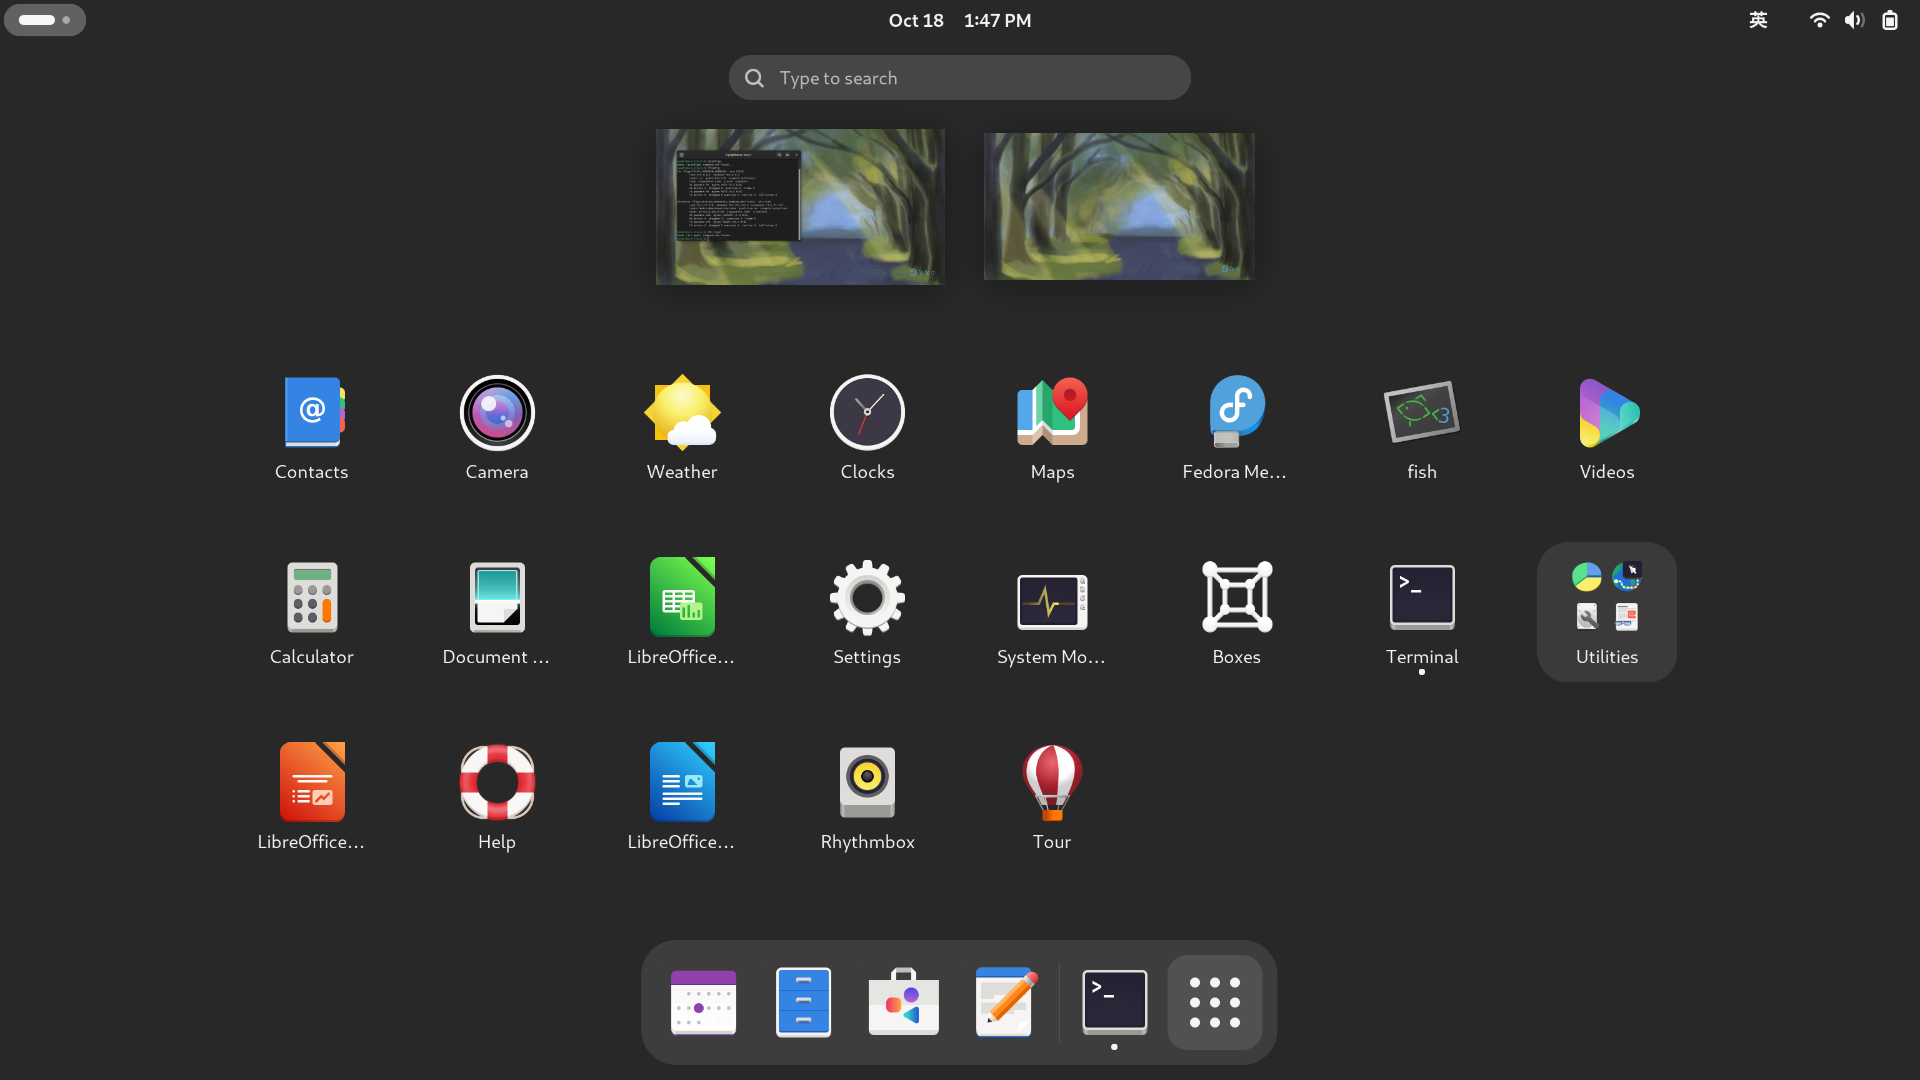 Oct 18 1:47 PM
英
Type to search
Contacts
Camera
Weather
Clocks
Maps
Fedora Me...
fish
Videos
Calculator
Document ...
LibreOffice...
Settings
System Mo...
Boxes
Terminal
Utilities
LibreOffice...
Help
LibreOffice...
Rhythmbox
Tour